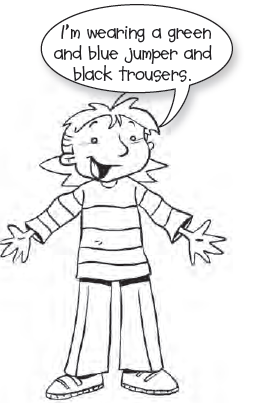 I'm wearing a green
and blue jumper and
black trousers.